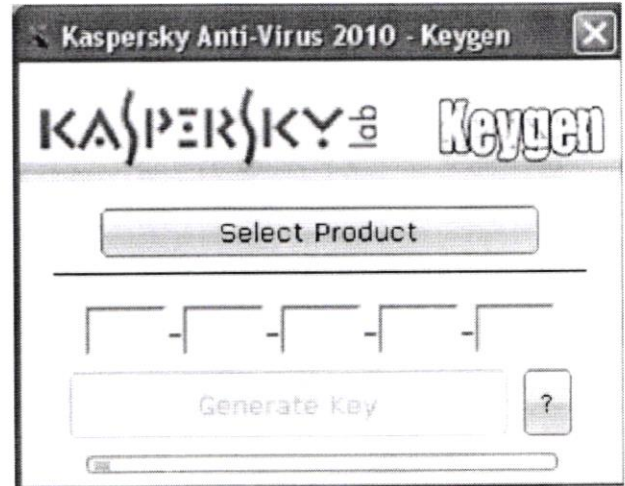 Kaspersky Anti-Virus 2010 - Keygen
KASPERSKY lab Keygen
Select Product
- - - -
Generate Key ?